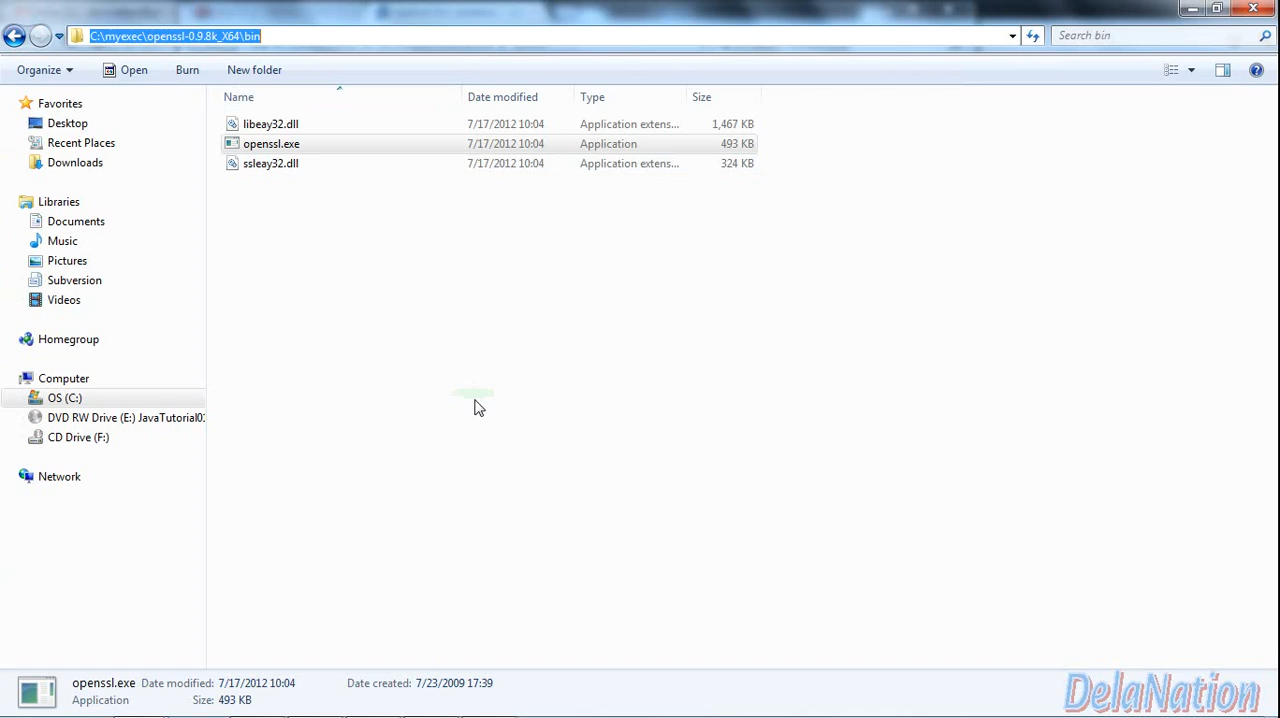 C:\myexec\openssl-0.9.8k_X64\bin
Search bin
Organize
Open
Burn
New folder
Name Date modified Type Size
libeay32.dll 7/17/2012 10:04 Application extens... 1,467 KB
openssl.exe 7/17/2012 10:04 Application 493 KB
ssleay32.dll 7/17/2012 10:04 Application extens... 324 KB
Favorites
Desktop
Recent Places
Downloads
Libraries
Documents
Music
Pictures
Subversion
Videos
Homegroup
Computer
OS (C:)
DVD RW Drive (E:) JavaTutorial0
CD Drive (F:)
Network
openssl.exe Date modified: 7/17/2012 10:04 Date created: 7/23/2009 17:39
Application Size: 493 KB
DelaNation